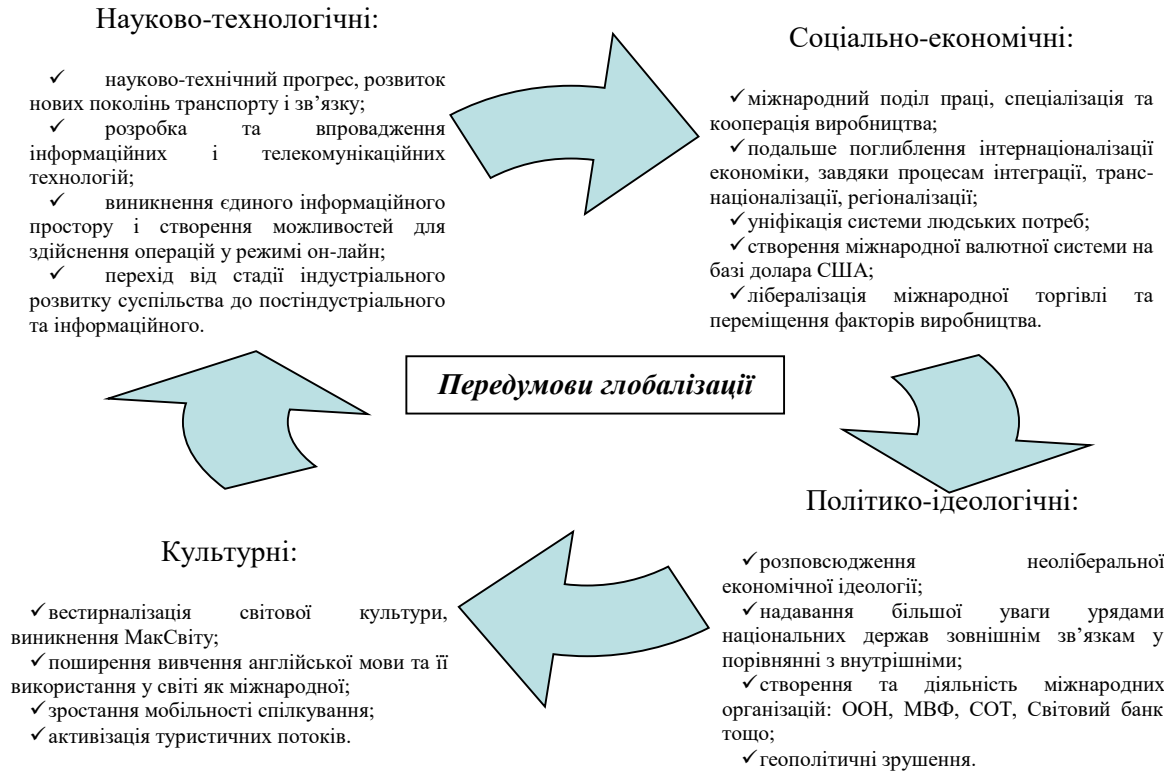 Науково-технологічні:
✓ науково-технічний прогрес, розвиток
нових поколінь транспорту і зв’язку;
✓ розробка та впровадження
інформаційних і телекомунікаційних
технологій;
✓ виникнення єдиного інформаційного
простору і створення можливостей для
здійснення операцій у режимі он-лайн;
✓ перехід від стадії індустріального
розвитку суспільства до постіндустріального
та інформаційного.
Соціально-економічні:
✓міжнародний поділ праці, спеціалізація та
кооперація виробництва;
✓подальше поглиблення інтернаціоналізації
економіки, завдяки процесам інтеграції, транс-
націоналізації, регіоналізації;
✓уніфікація системи людських потреб;
✓створення міжнародної валютної системи на
базі долара США;
✓лібералізація міжнародної торгівлі та
переміщення факторів виробництва.
Передумови глобалізації
Політико-ідеологічні:
✓розповсюдження неоліберальної
економічної ідеології;
✓надавання більшої уваги урядами
національних держав зовнішнім зв’язкам у
порівнянні з внутрішніми;
✓створення та діяльність міжнародних
організацій: ООН, МВФ, СОТ, Світовий банк
тощо;
✓геополітичні зрушення.
Культурні:
✓вестирналізація світової культури,
виникнення МакСвіту;
✓поширення вивчення англійської мови та її
використання у світі як міжнародної;
✓зростання мобільності спілкування;
✓активізація туристичних потоків.